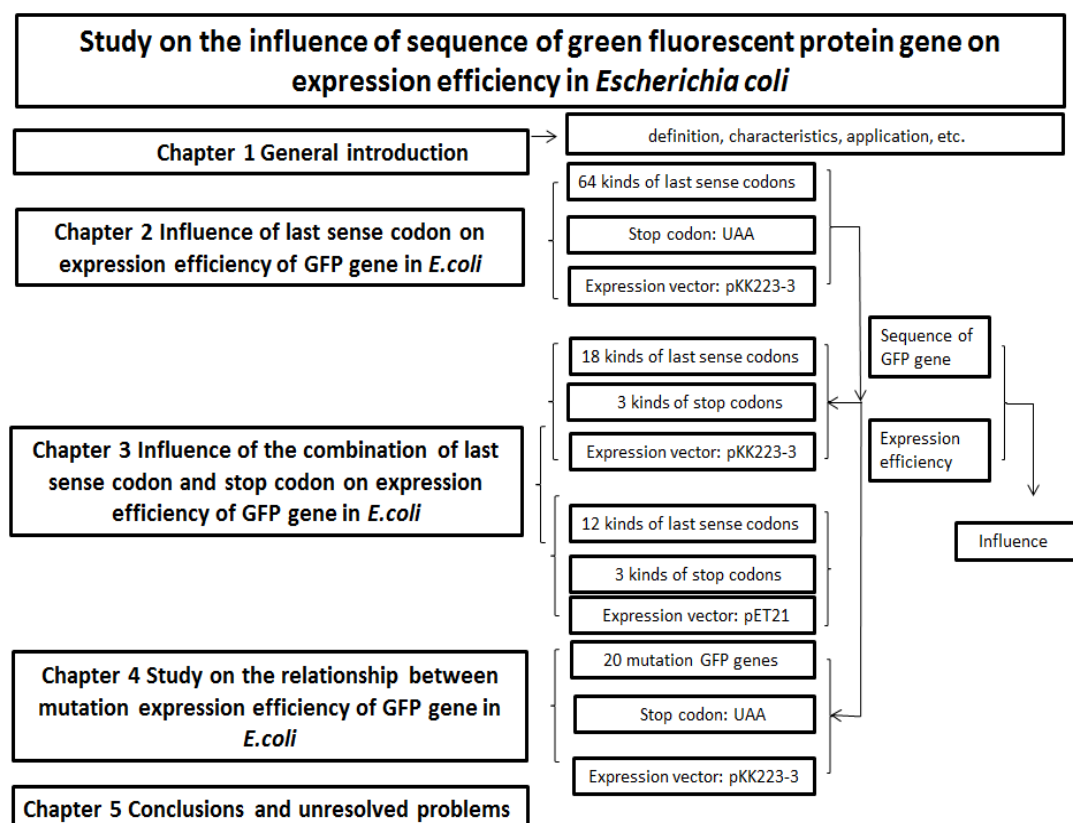 Study on the influence of sequence of green fluorescent protein gene on
expression efficiency in Escherichia coli
Chapter 1 General introduction
definition, characteristics, application, etc.
Chapter 2 Influence of last sense codon on
expression efficiency of GFP gene in E.coli
64 kinds of last sense codons
Stop codon: UAA
Expression vector: pKK223-3
Chapter 3 Influence of the combination of last
sense codon and stop codon on expression
efficiency of GFP gene in E.coli
18 kinds of last sense codons
3 kinds of stop codons
Expression vector: pKK223-3
12 kinds of last sense codons
3 kinds of stop codons
Expression vector: pET21
Chapter 4 Study on the relationship between
mutation expression efficiency of GFP gene in
E.coli
20 mutation GFP genes
Stop codon: UAA
Expression vector: pKK223-3
Chapter 5 Conclusions and unresolved problems
Sequence of
GFP gene
Expression
efficiency
Influence